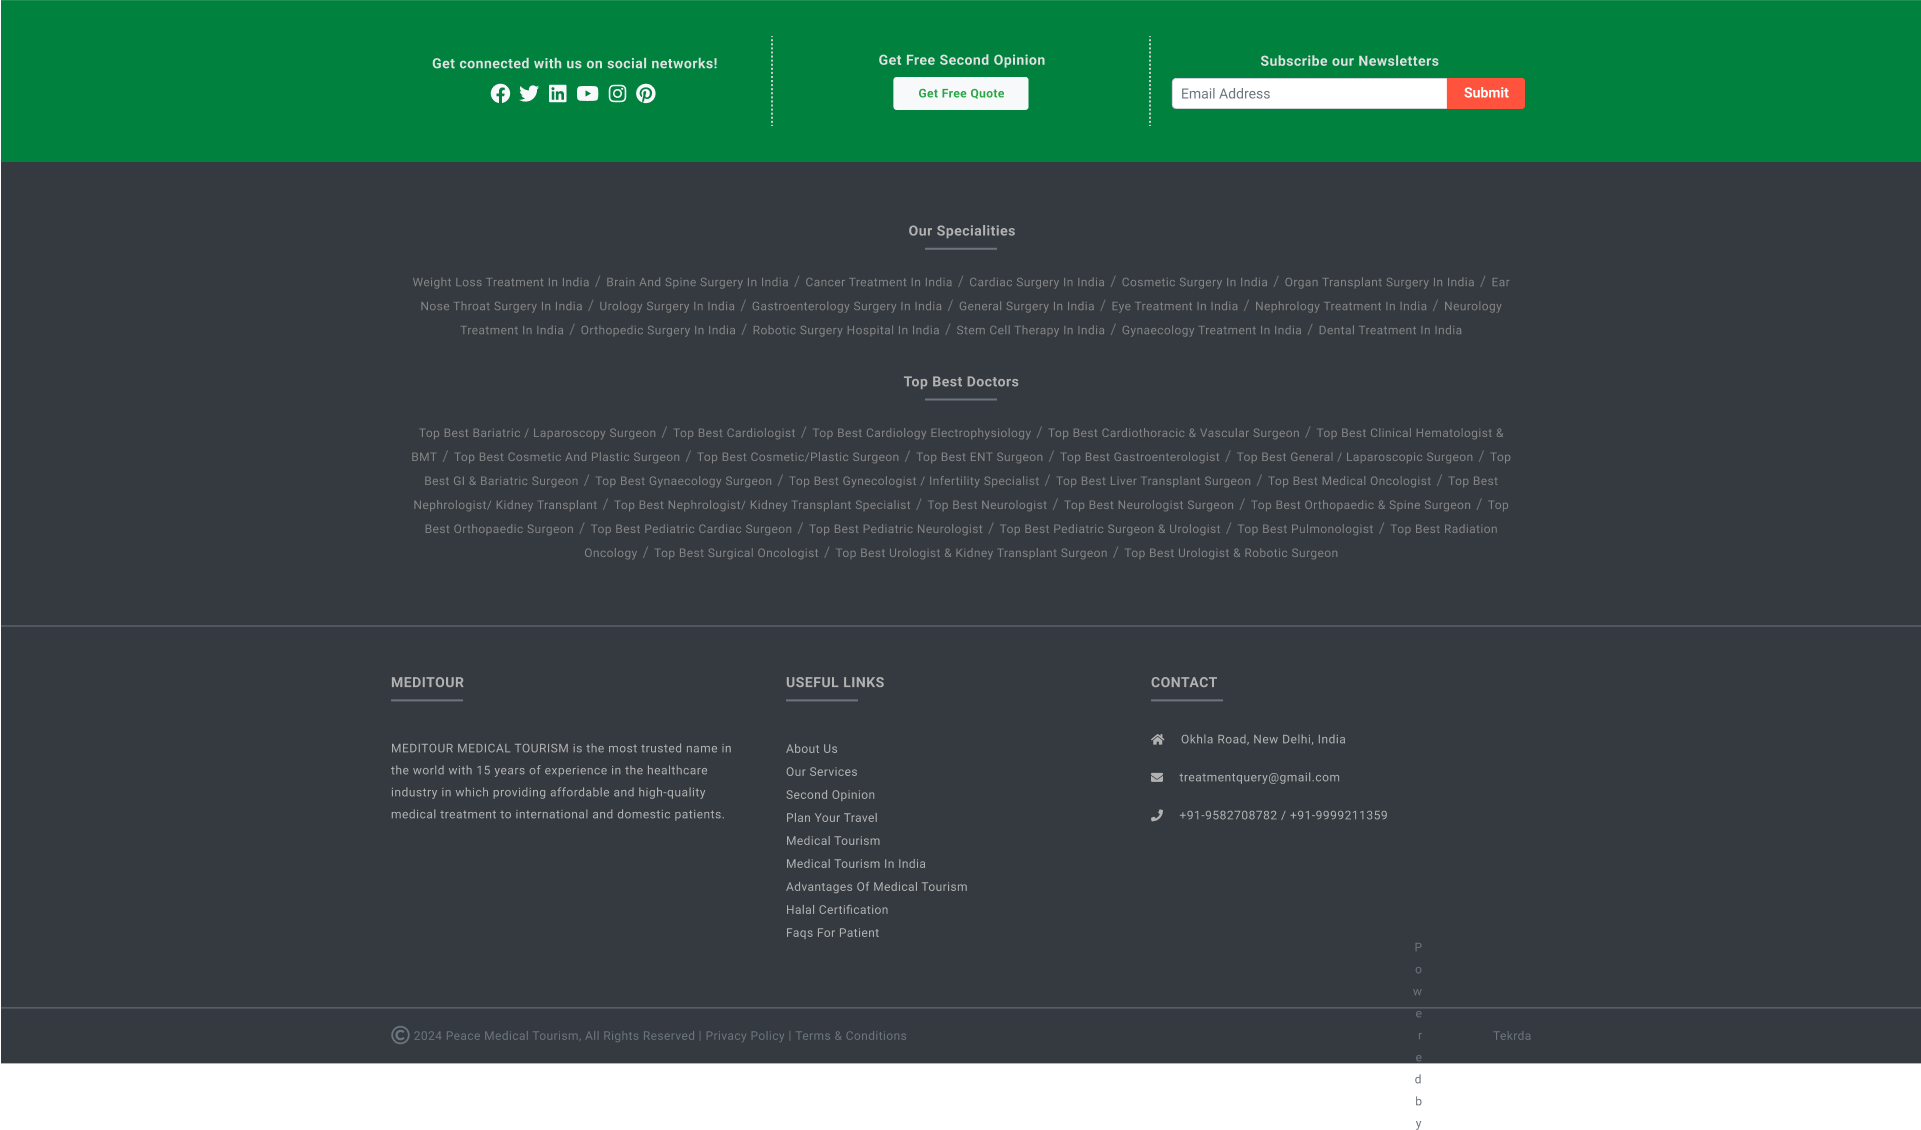 Get connected with us on social networks!
Get Free Second Opinion
Get Free Quote
Subscribe our Newsletters
Email Address
Submit
Our Specialities
Weight Loss Treatment In India / Brain And Spine Surgery In India / Cancer Treatment In India / Cardiac Surgery In India / Cosmetic Surgery In India / Organ Transplant Surgery In India / Ear
Nose Throat Surgery In India / Urology Surgery In India / Gastroenterology Surgery In India / General Surgery In India / Eye Treatment In India / Nephrology Treatment In India / Neurology
Treatment In India / Orthopedic Surgery In India / Robotic Surgery Hospital In India / Stem Cell Therapy In India / Gynaecology Treatment In India / Dental Treatment In India
Top Best Doctors
Top Best Bariatric / Laparoscopy Surgeon / Top Best Cardiologist / Top Best Cardiology Electrophysiology / Top Best Cardiothoracic & Vascular Surgeon / Top Best Clinical Hematologist &
BMT / Top Best Cosmetic And Plastic Surgeon / Top Best Cosmetic/Plastic Surgeon / Top Best ENT Surgeon / Top Best Gastroenterologist / Top Best General / Laparoscopic Surgeon / Top
Best GI & Bariatric Surgeon / Top Best Gynaecology Surgeon / Top Best Gynecologist / Infertility Specialist / Top Best Liver Transplant Surgeon / Top Best Medical Oncologist / Top Best
Nephrologist/ Kidney Transplant / Top Best Nephrologist/ Kidney Transplant Specialist / Top Best Neurologist / Top Best Neurologist Surgeon / Top Best Orthopaedic & Spine Surgeon / Top
Best Orthopaedic Surgeon / Top Best Pediatric Cardiac Surgeon / Top Best Pediatric Neurologist / Top Best Pediatric Surgeon & Urologist / Top Best Pulmonologist / Top Best Radiation
Oncology / Top Best Surgical Oncologist / Top Best Urologist & Kidney Transplant Surgeon / Top Best Urologist & Robotic Surgeon
MEDITOUR
MEDITOUR MEDICAL TOURISM is the most trusted name in
the world with 15 years of experience in the healthcare
industry in which providing affordable and high-quality
medical treatment to international and domestic patients.
USEFUL LINKS
About Us
Our Services
Second Opinion
Plan Your Travel
Medical Tourism
Medical Tourism In India
Advantages Of Medical Tourism
Halal Certification
Faqs For Patient
CONTACT
Okhla Road, New Delhi, India
treatmentquery@gmail.com
+91-9582708782 / +91-9999211359
© 2024 Peace Medical Tourism, All Rights Reserved | Privacy Policy | Terms & Conditions
P
o
w
e
r
e
d
b
y
Tekrda